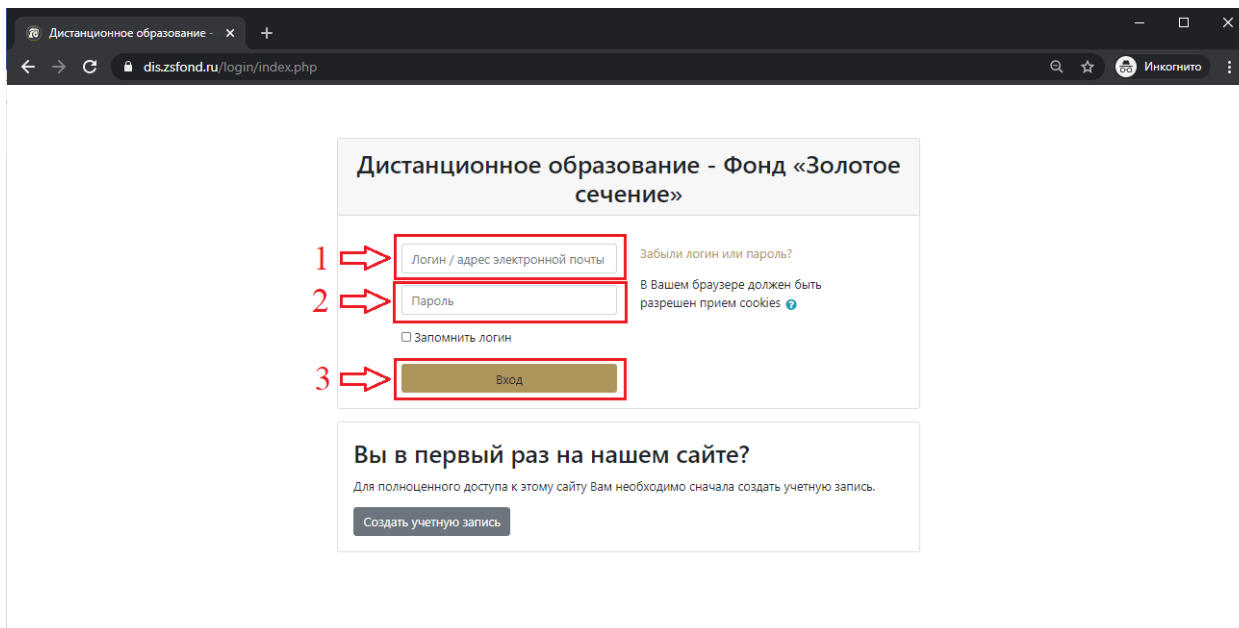 Дистанционное образование -
dis.zsfond.ru/login/index.php
Инкогнито
Дистанционное образование - Фонд «Золотое
сечение»
1
Логин / адрес электронной почты
Забыли логин или пароль?
2
Пароль
В Вашем браузере должен быть
разрешен прием cookies
Запомнить логин
3
Вход
Вы в первый раз на нашем сайте?
Для полноценного доступа к этому сайту Вам необходимо сначала создать учетную запись.
Создать учетную запись